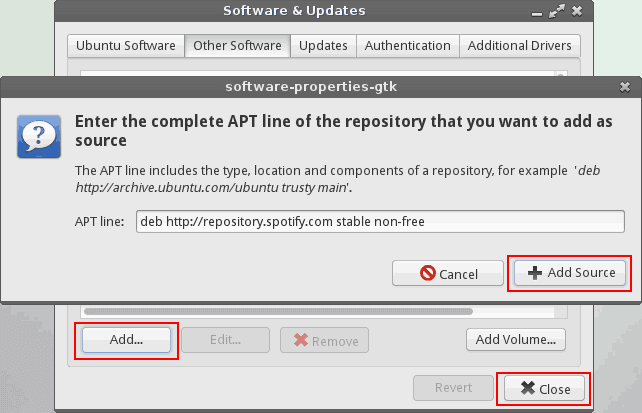 Software & Updates
Ubuntu Software Other Software Updates Authentication Additional Drivers
software-properties-gtk
Enter the complete APT line of the repository that you want to add as
source
The APT line includes the type, location and components of a repository, for example 'deb
http://archive.ubuntu.com/ubuntu trusty main'.
APT line: deb http://repository.spotify.com stable non-free
Cancel Add Source
Add... Edit... Remove Add Volume...
Revert Close